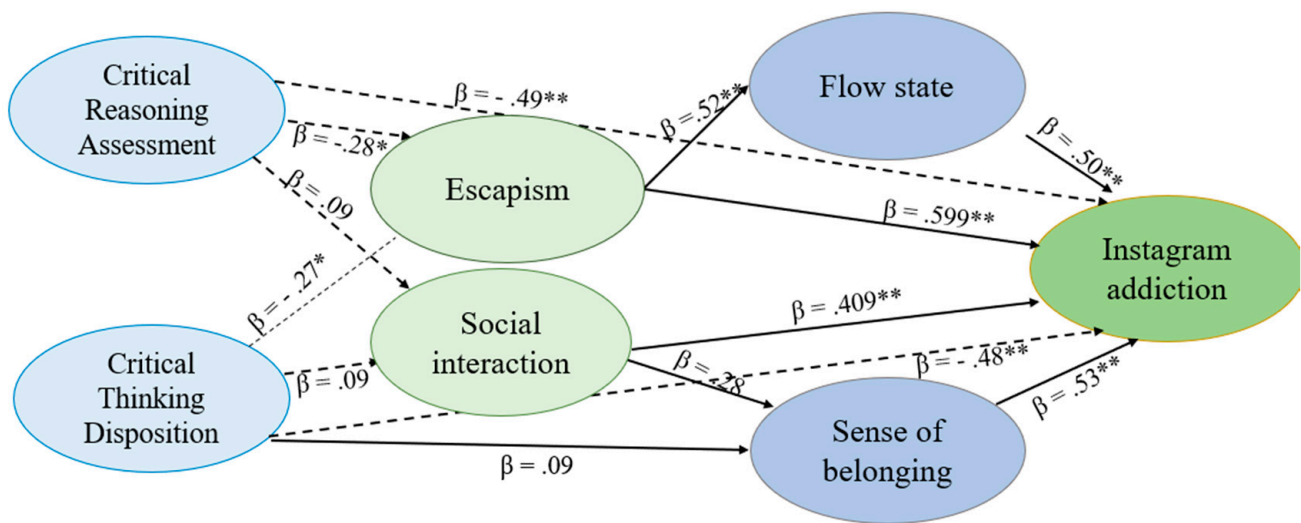 Critical
Reasoning
Assessment
β = - .49**
β = -.28*
β = .09
Escapism
β =.52**
Flow state
β = .50**
β = .599**
Instagram
addiction
β = - .27*
Social
interaction
β = .409**
β = .09
β = .28
β = - .48**
β = .53**
Critical
Thinking
Disposition
β = .09
Sense of
belonging